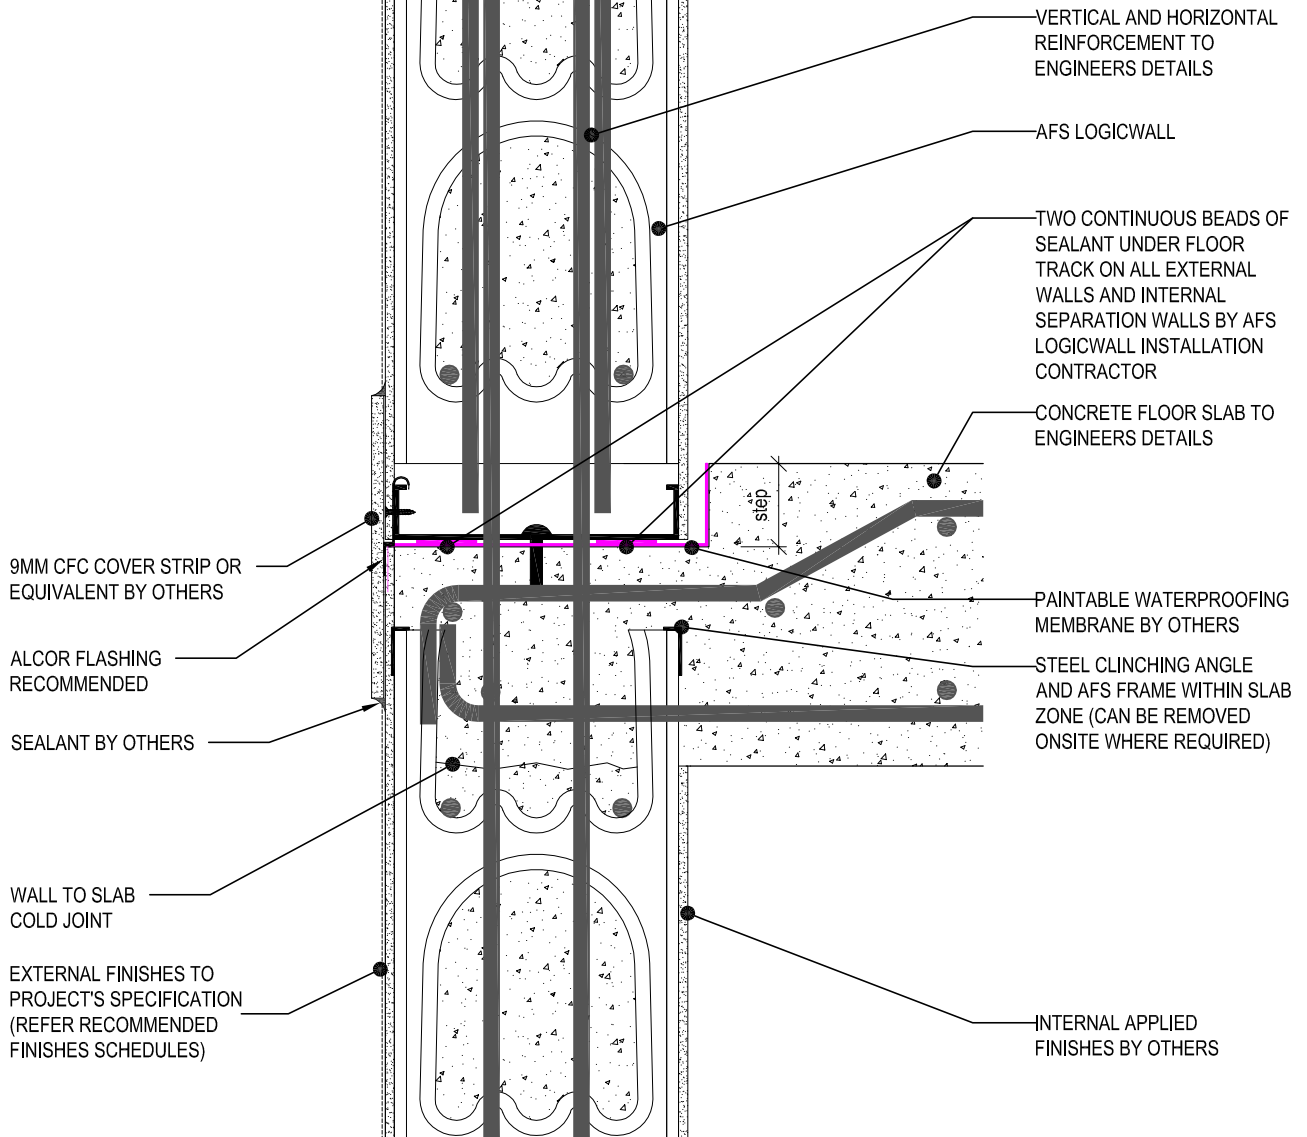 VERTICAL AND HORIZONTAL
REINFORCEMENT TO
ENGINEERS DETAILS
AFS LOGICWALL
TWO CONTINUOUS BEADS OF
SEALANT UNDER FLOOR
TRACK ON ALL EXTERNAL
WALLS AND INTERNAL
SEPARATION WALLS BY AFS
LOGICWALL INSTALLATION
CONTRACTOR
CONCRETE FLOOR SLAB TO
ENGINEERS DETAILS
step
9MM CFC COVER STRIP OR
EQUIVALENT BY OTHERS
ALCOR FLASHING
RECOMMENDED
SEALANT BY OTHERS
PAINTABLE WATERPROOFING
MEMBRANE BY OTHERS
STEEL CLINCHING ANGLE
AND AFS FRAME WITHIN SLAB
ZONE (CAN BE REMOVED
ONSITE WHERE REQUIRED)
WALL TO SLAB
COLD JOINT
EXTERNAL FINISHES TO
PROJECT'S SPECIFICATION
(REFER RECOMMENDED
FINISHES SCHEDULES)
INTERNAL APPLIED
FINISHES BY OTHERS